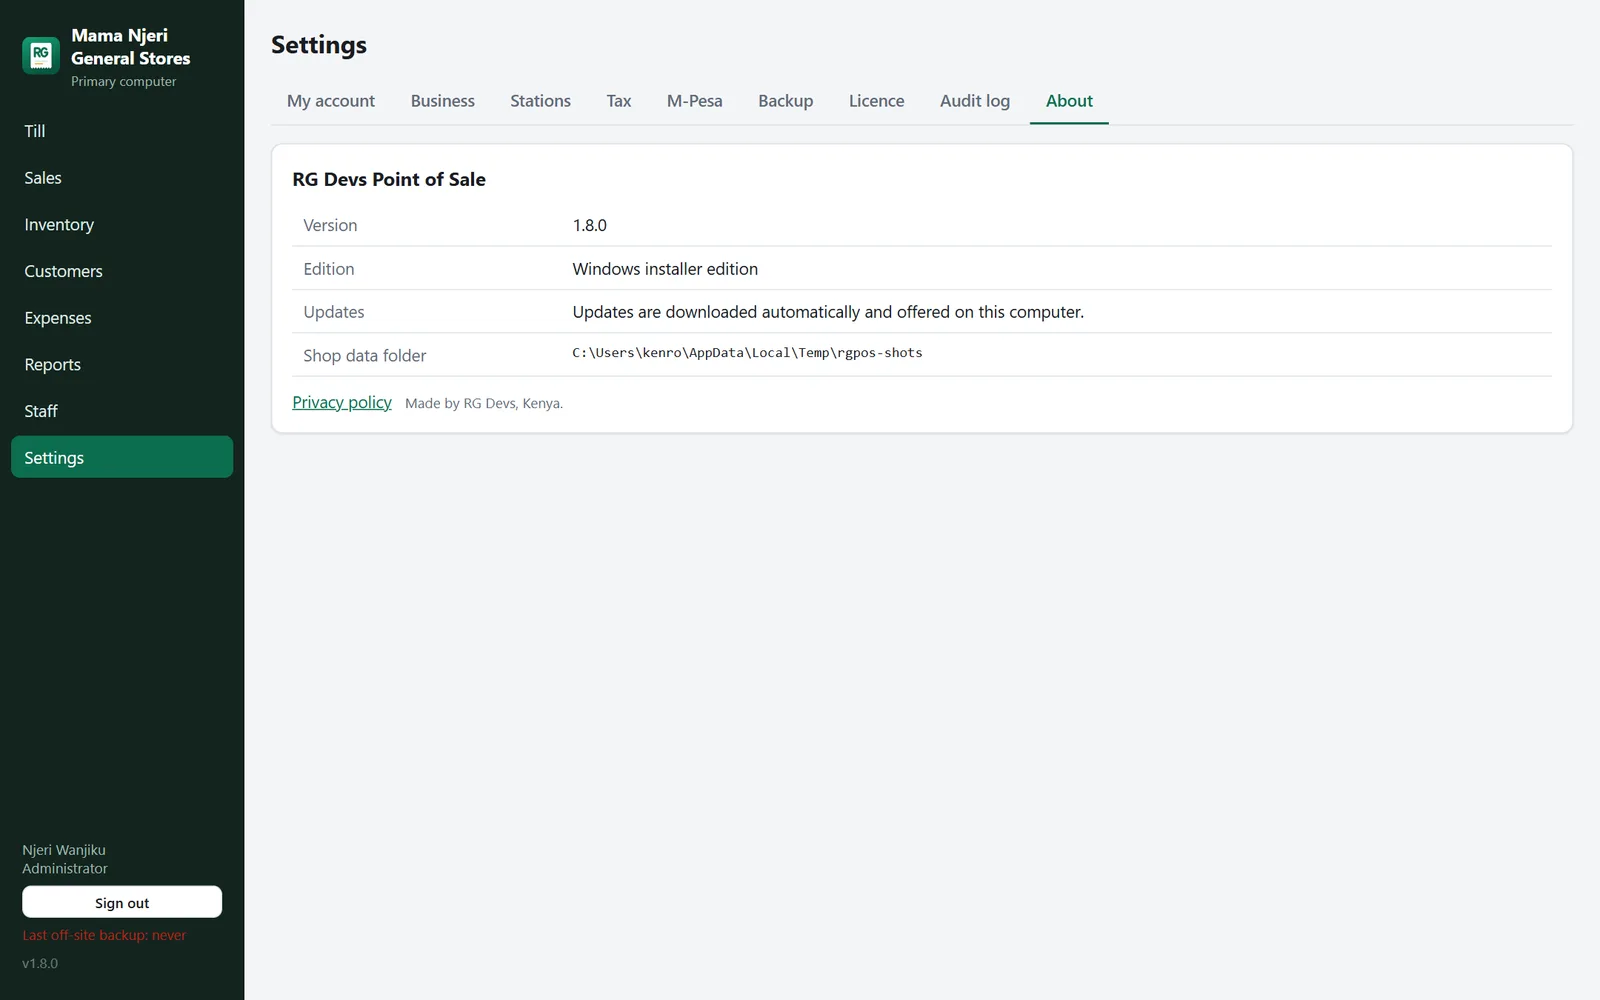 RG
Mama Njeri
General Stores
Primary computer
Till
Sales
Inventory
Customers
Expenses
Reports
Staff
Settings
Njeri Wanjiku
Administrator
Sign out
Last off-site backup: never
v1.8.0
Settings
My account Business Stations Tax M-Pesa Backup Licence Audit log About
RG Devs Point of Sale
Version 1.8.0
Edition Windows installer edition
Updates Updates are downloaded automatically and offered on this computer.
Shop data folder C:\Users\kenro\AppData\Local\Temp\rgpos-shots
Privacy policy Made by RG Devs, Kenya.